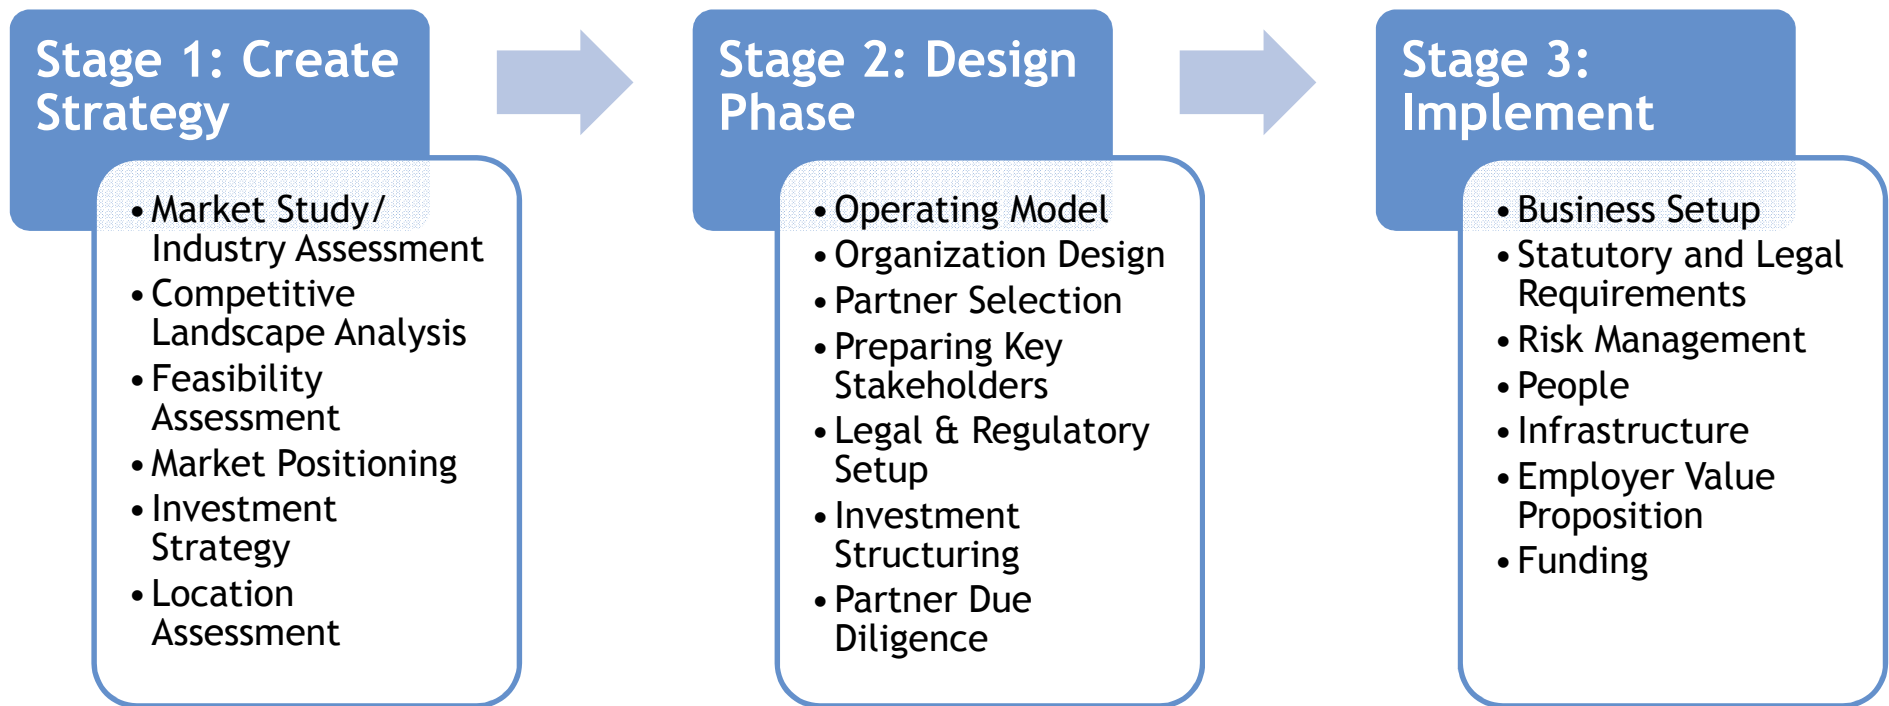 Stage 1: Create
Strategy
• Market Study/
Industry Assessment
• Competitive
Landscape Analysis
• Feasibility
Assessment
• Market Positioning
• Investment
Strategy
• Location
Assessment
Stage 2: Design
Phase
• Operating Model
• Organization Design
• Partner Selection
• Preparing Key
Stakeholders
• Legal & Regulatory
Setup
• Investment
Structuring
• Partner Due
Diligence
Stage 3:
Implement
• Business Setup
• Statutory and Legal
Requirements
• Risk Management
• People
• Infrastructure
• Employer Value
Proposition
• Funding